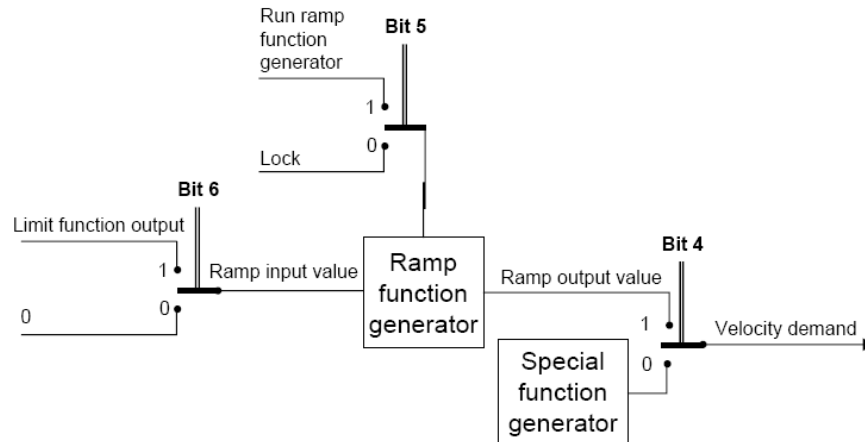 Run ramp
function
generator
Bit 5
1
0
Lock
Bit 6
Limit function output
1
Ramp input value
0
0
Ramp
function
generator
Ramp output value
Bit 4
1
Velocity demand
0
Special
function
generator